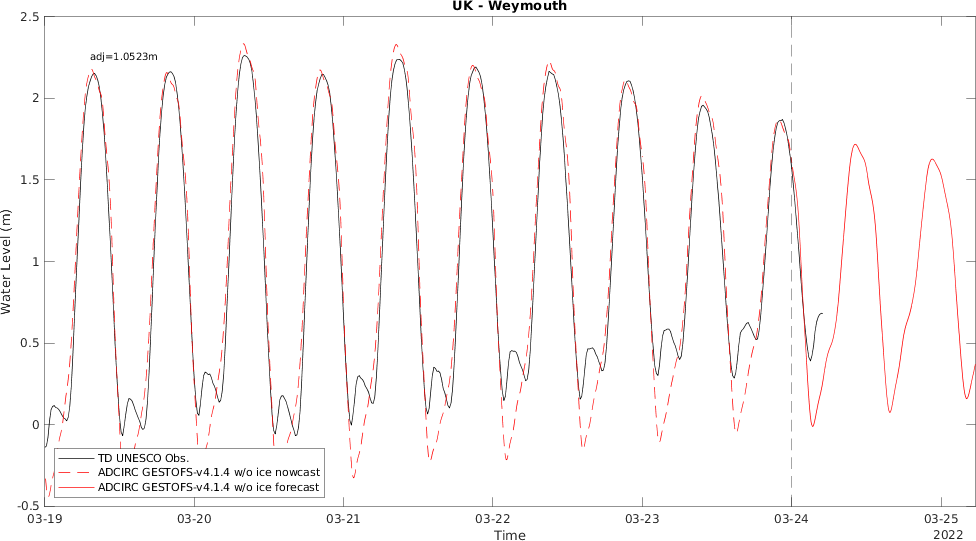 UK - Weymouth
2.5
adj=1.0523m
2
1.5
1
0.5
0
-0.5
Water Level (m)
TD UNESCO Obs.
ADCIRC GESTOFS-v4.1.4 w/o ice nowcast
ADCIRC GESTOFS-v4.1.4 w/o ice forecast
03-19 03-20 03-21 03-22 03-23 03-24 03-25
Time
2022